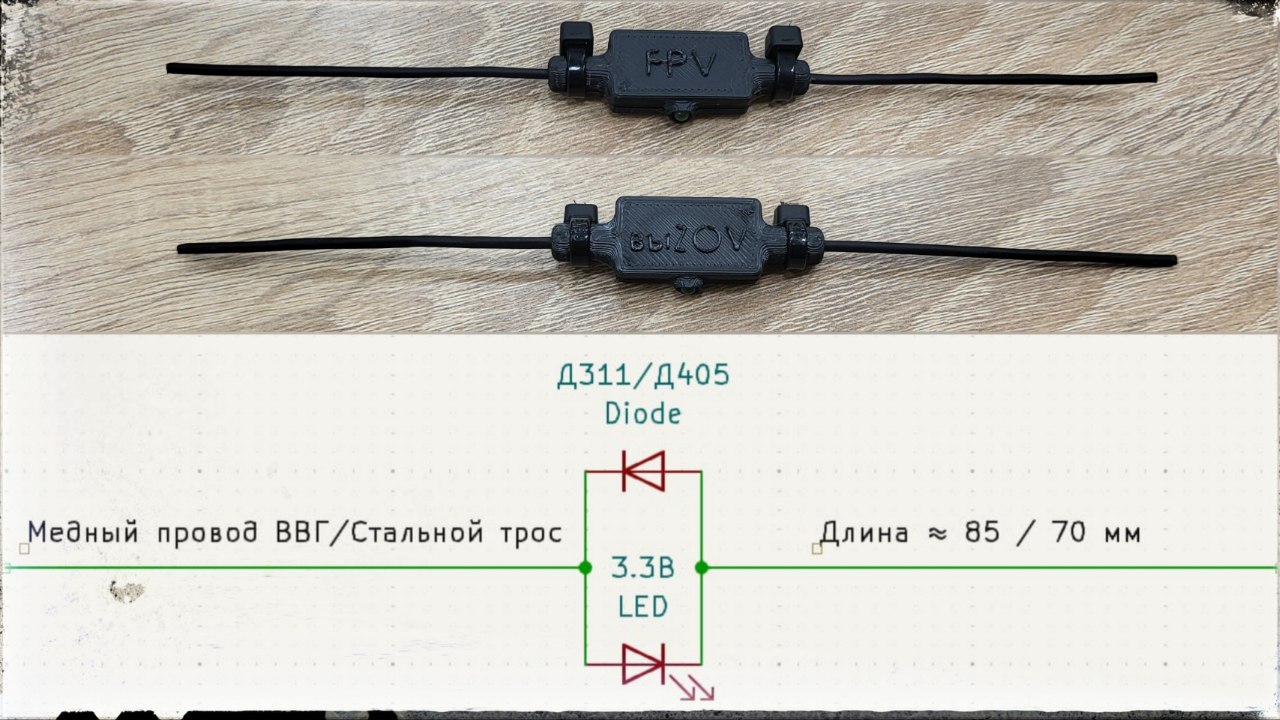 FPV
выZOV
Д311/Д405
Diode
Медный провод ВВГ/Стальной трос
Длина ≈ 85 / 70 мм
3.3В
LED